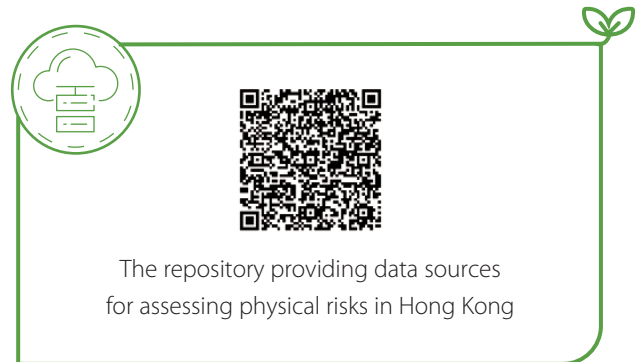 The repository providing data sources
for assessing physical risks in Hong Kong